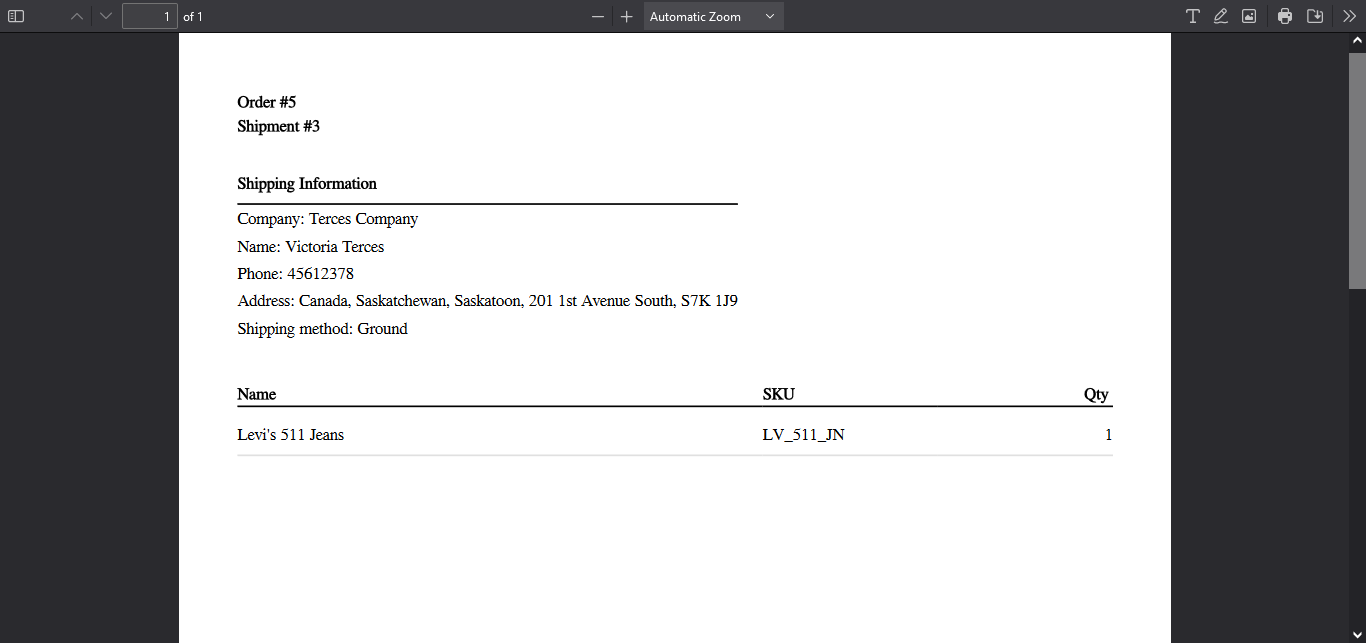 1 of 1 Automatic Zoom
Order #5
Shipment #3
Shipping Information
Company: Terces Company
Name: Victoria Terces
Phone: 45612378
Address: Canada, Saskatchewan, Saskatoon, 201 1st Avenue South, S7K 1J9
Shipping method: Ground
Name SKU Qty
Levi's 511 Jeans LV_511_JN 1